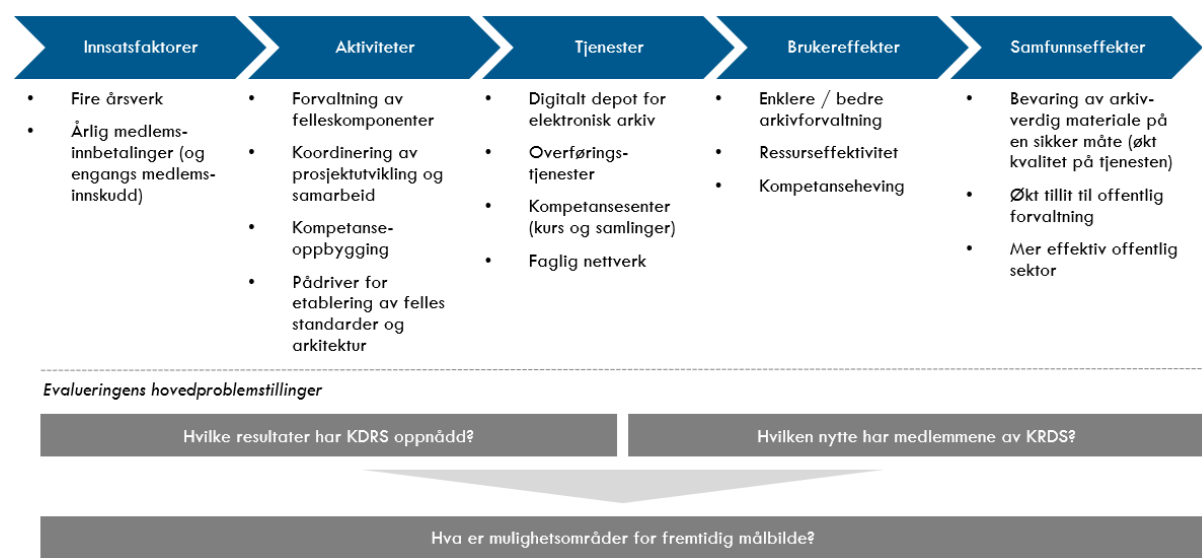 Innsatsfaktorer
Aktiviteter
Tjenester
Brukereffekter
Samfunnseffekter
• Fire årsverk
• Årlig medlems-
innbetalinger (og
engangs medlems-
innskudd)
• Forvaltning av
felleskomponenter
• Koordinering av
prosjektutvikling og
samarbeid
• Kompetanse-
oppbygging
• Pådriver for
etablering av felles
standarder og
arkitektur
• Digitalt depot for
elektronisk arkiv
• Overførings-
tjenester
• Kompetansesenter
(kurs og samlinger)
• Faglig nettverk
• Enklere / bedre
arkivforvaltning
• Ressurseffektivitet
• Kompetanseheving
• Bevaring av arkiv-
verdig materiale på
en sikker måte (økt
kvalitet på tjenesten)
• Økt tillit til offentlig
forvaltning
• Mer effektiv offentlig
sektor
Evalueringens hovedproblemstillinger
Hvilke resultater har KDRS oppnådd?
Hvilken nytte har medlemmene av KRDS?
Hva er mulighetsområder for fremtidig målbilde?